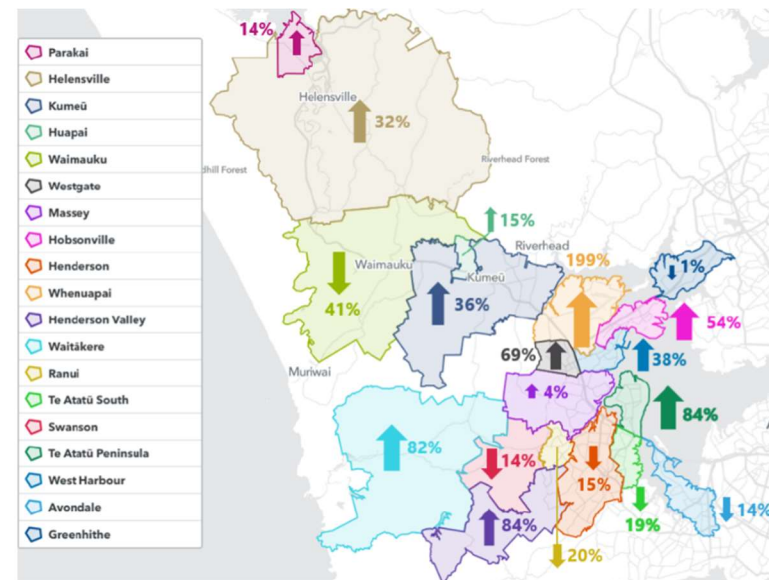 Parakai
Helensville
Kumeū
Huapai
Waimauku
Westgate
Massey
Hobsonville
Henderson
Whenuapai
Henderson Valley
Waitākere
Ranui
Te Atatū South
Swanson
Te Atatū Peninsula
West Harbour
Avondale
Greenhithe
14%
Helensville
32%
dhill Forest
Riverhead Forest
15%
Riverhead
Waimauku
Kumeū
199%
1%
41%
36%
54%
69%
38%
Muriwai
4%
84%
82%
14%
15%
14%
84%
19%
20%